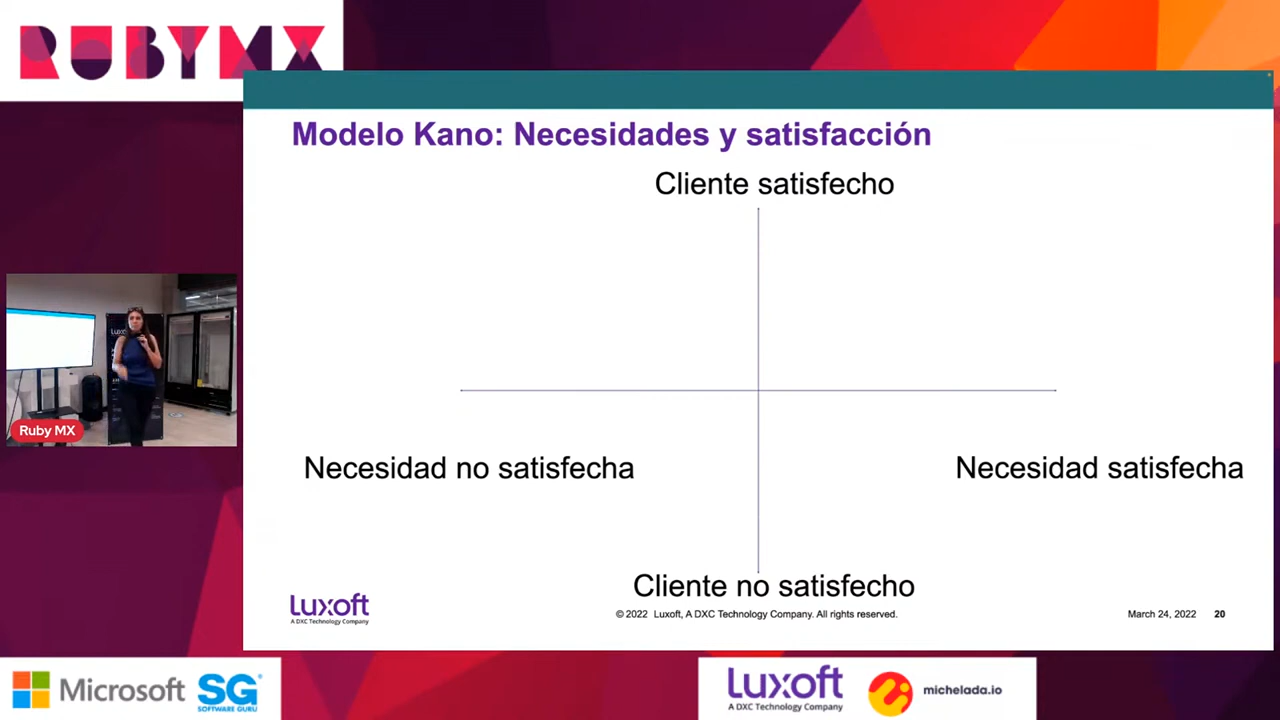 RUBYMX
Modelo Kano: Necesidades y satisfacción
Cliente satisfecho
Necesidad no satisfecha
Necesidad satisfecha
Cliente no satisfecho
Luxoft
A DXC Technology Company
© 2022 Luxoft, A DXC Technology Company. All rights reserved.
March 24, 2022 20
Ruby MX
Microsoft
SG
SOFTWARE GURU
Luxoft
A DXC Technology Company
michelada.io